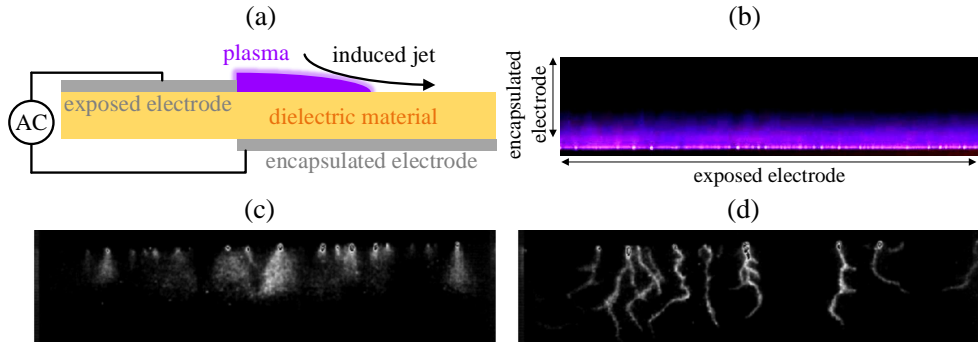 (a)
plasma
induced jet
exposed electrode
AC
dielectric material
encapsulated electrode
(b)
encapsulated
electrode
exposed electrode
(c)
(d)